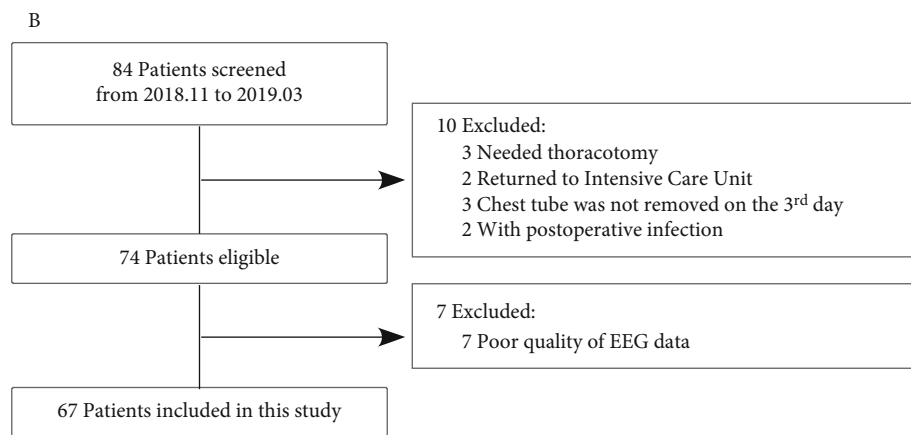 B
84 Patients screened
from 2018.11 to 2019.03
10 Excluded:
3 Needed thoracotomy
2 Returned to Intensive Care Unit
3 Chest tube was not removed on the 3rd day
2 With postoperative infection
74 Patients eligible
7 Excluded:
7 Poor quality of EEG data
67 Patients included in this study